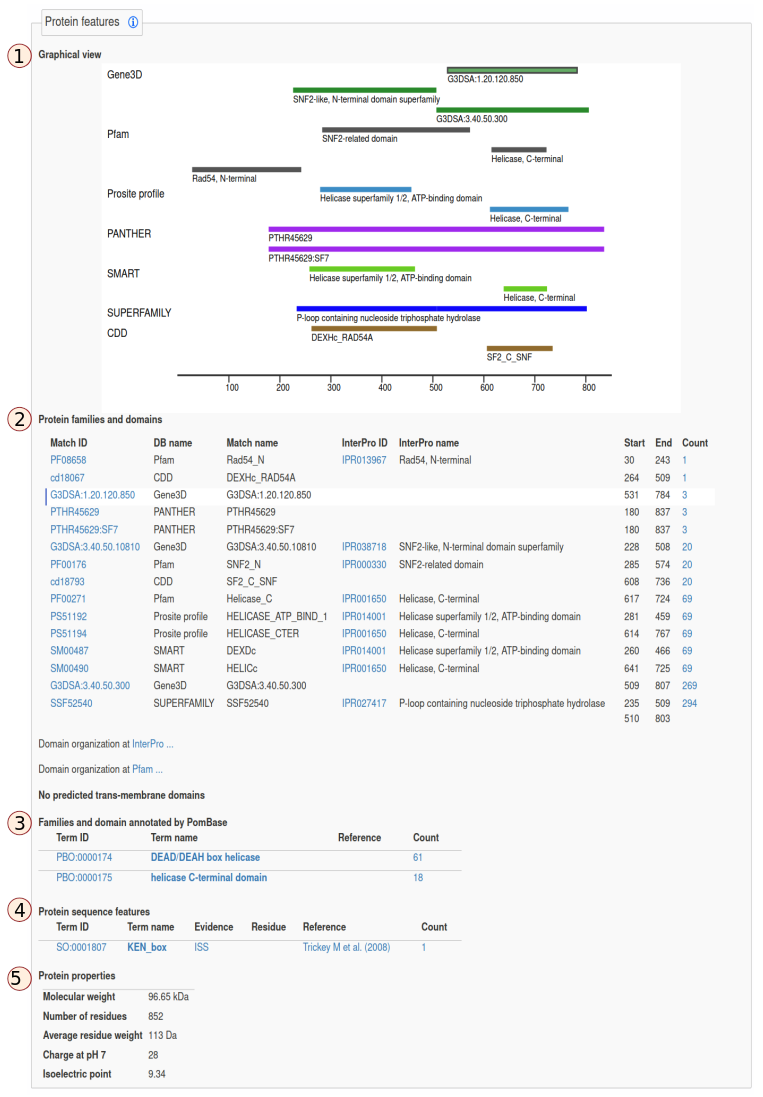 Protein features
1 Graphical view
Gene3D
G3DSA:1.20.120.850
SNF2-like, N-terminal domain superfamily
G3DSA:3.40.50.300
Pfam
SNF2-related domain
Helicase, C-terminal
Rad54, N-terminal
Prosite profile
Helicase superfamily 1/2, ATP-binding domain
Helicase, C-terminal
PANTHER
PTHR45629
PTHR45629:SF7
SMART
Helicase superfamily 1/2, ATP-binding domain
Helicase, C-terminal
SUPERFAMILY
P-loop containing nucleoside triphosphate hydrolase
CDD
DEXHc_RAD54A
SF2_C_SNF
100 200 300 400 500 600 700 800
2 Protein families and domains
Match ID DB name Match name InterPro ID InterPro name Start End Count
PF08658 Pfam Rad54_N IPR013967 Rad54, N-terminal 30 243 1
cd18067 CDD DEXHc_RAD54A 264 509 1
G3DSA:1.20.120.850 Gene3D G3DSA:1.20.120.850 531 784 3
PTHR45629 PANTHER PTHR45629 180 837 3
PTHR45629:SF7 PANTHER PTHR45629:SF7 180 837 3
G3DSA:3.40.50.10810 Gene3D G3DSA:3.40.50.10810 IPR038718 SNF2-like, N-terminal domain superfamily 228 508 20
PF00176 Pfam SNF2_N IPR000330 SNF2-related domain 285 574 20
cd18793 CDD SF2_C_SNF 608 736 20
PF00271 Pfam Helicase_C IPR001650 Helicase, C-terminal 617 724 69
PS51192 Prosite profile HELICASE_ATP_BIND_1 IPR014001 Helicase superfamily 1/2, ATP-binding domain 281 459 69
PS51194 Prosite profile HELICASE_CTER IPR001650 Helicase, C-terminal 614 767 69
SM00487 SMART DEXDc IPR014001 Helicase superfamily 1/2, ATP-binding domain 260 466 69
SM00490 SMART HELICc IPR001650 Helicase, C-terminal 641 725 69
G3DSA:3.40.50.300 Gene3D G3DSA:3.40.50.300 509 807 269
SSF52540 SUPERFAMILY SSF52540 IPR027417 P-loop containing nucleoside triphosphate hydrolase 235 509 294
510 803
Domain organization at InterPro ...
Domain organization at Pfam ...
No predicted trans-membrane domains
3 Families and domain annotated by PomBase
Term ID Term name Reference Count
PBO:0000174 DEAD/DEAH box helicase 61
PBO:0000175 helicase C-terminal domain 18
4 Protein sequence features
Term ID Term name Evidence Residue Reference Count
SO:0001807 KEN_box ISS Trickey M et al. (2008) 1
5 Protein properties
Molecular weight 96.65 kDa
Number of residues 852
Average residue weight 113 Da
Charge at pH 7 28
Isoelectric point 9.34